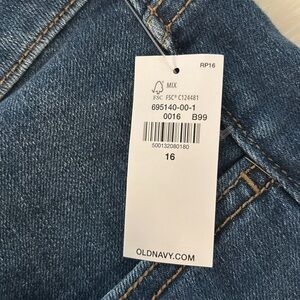 RP16
MIX
FSC FSC® C124481
695140-00-1
0016 B99
500132080180
16
OLDNAVY.COM